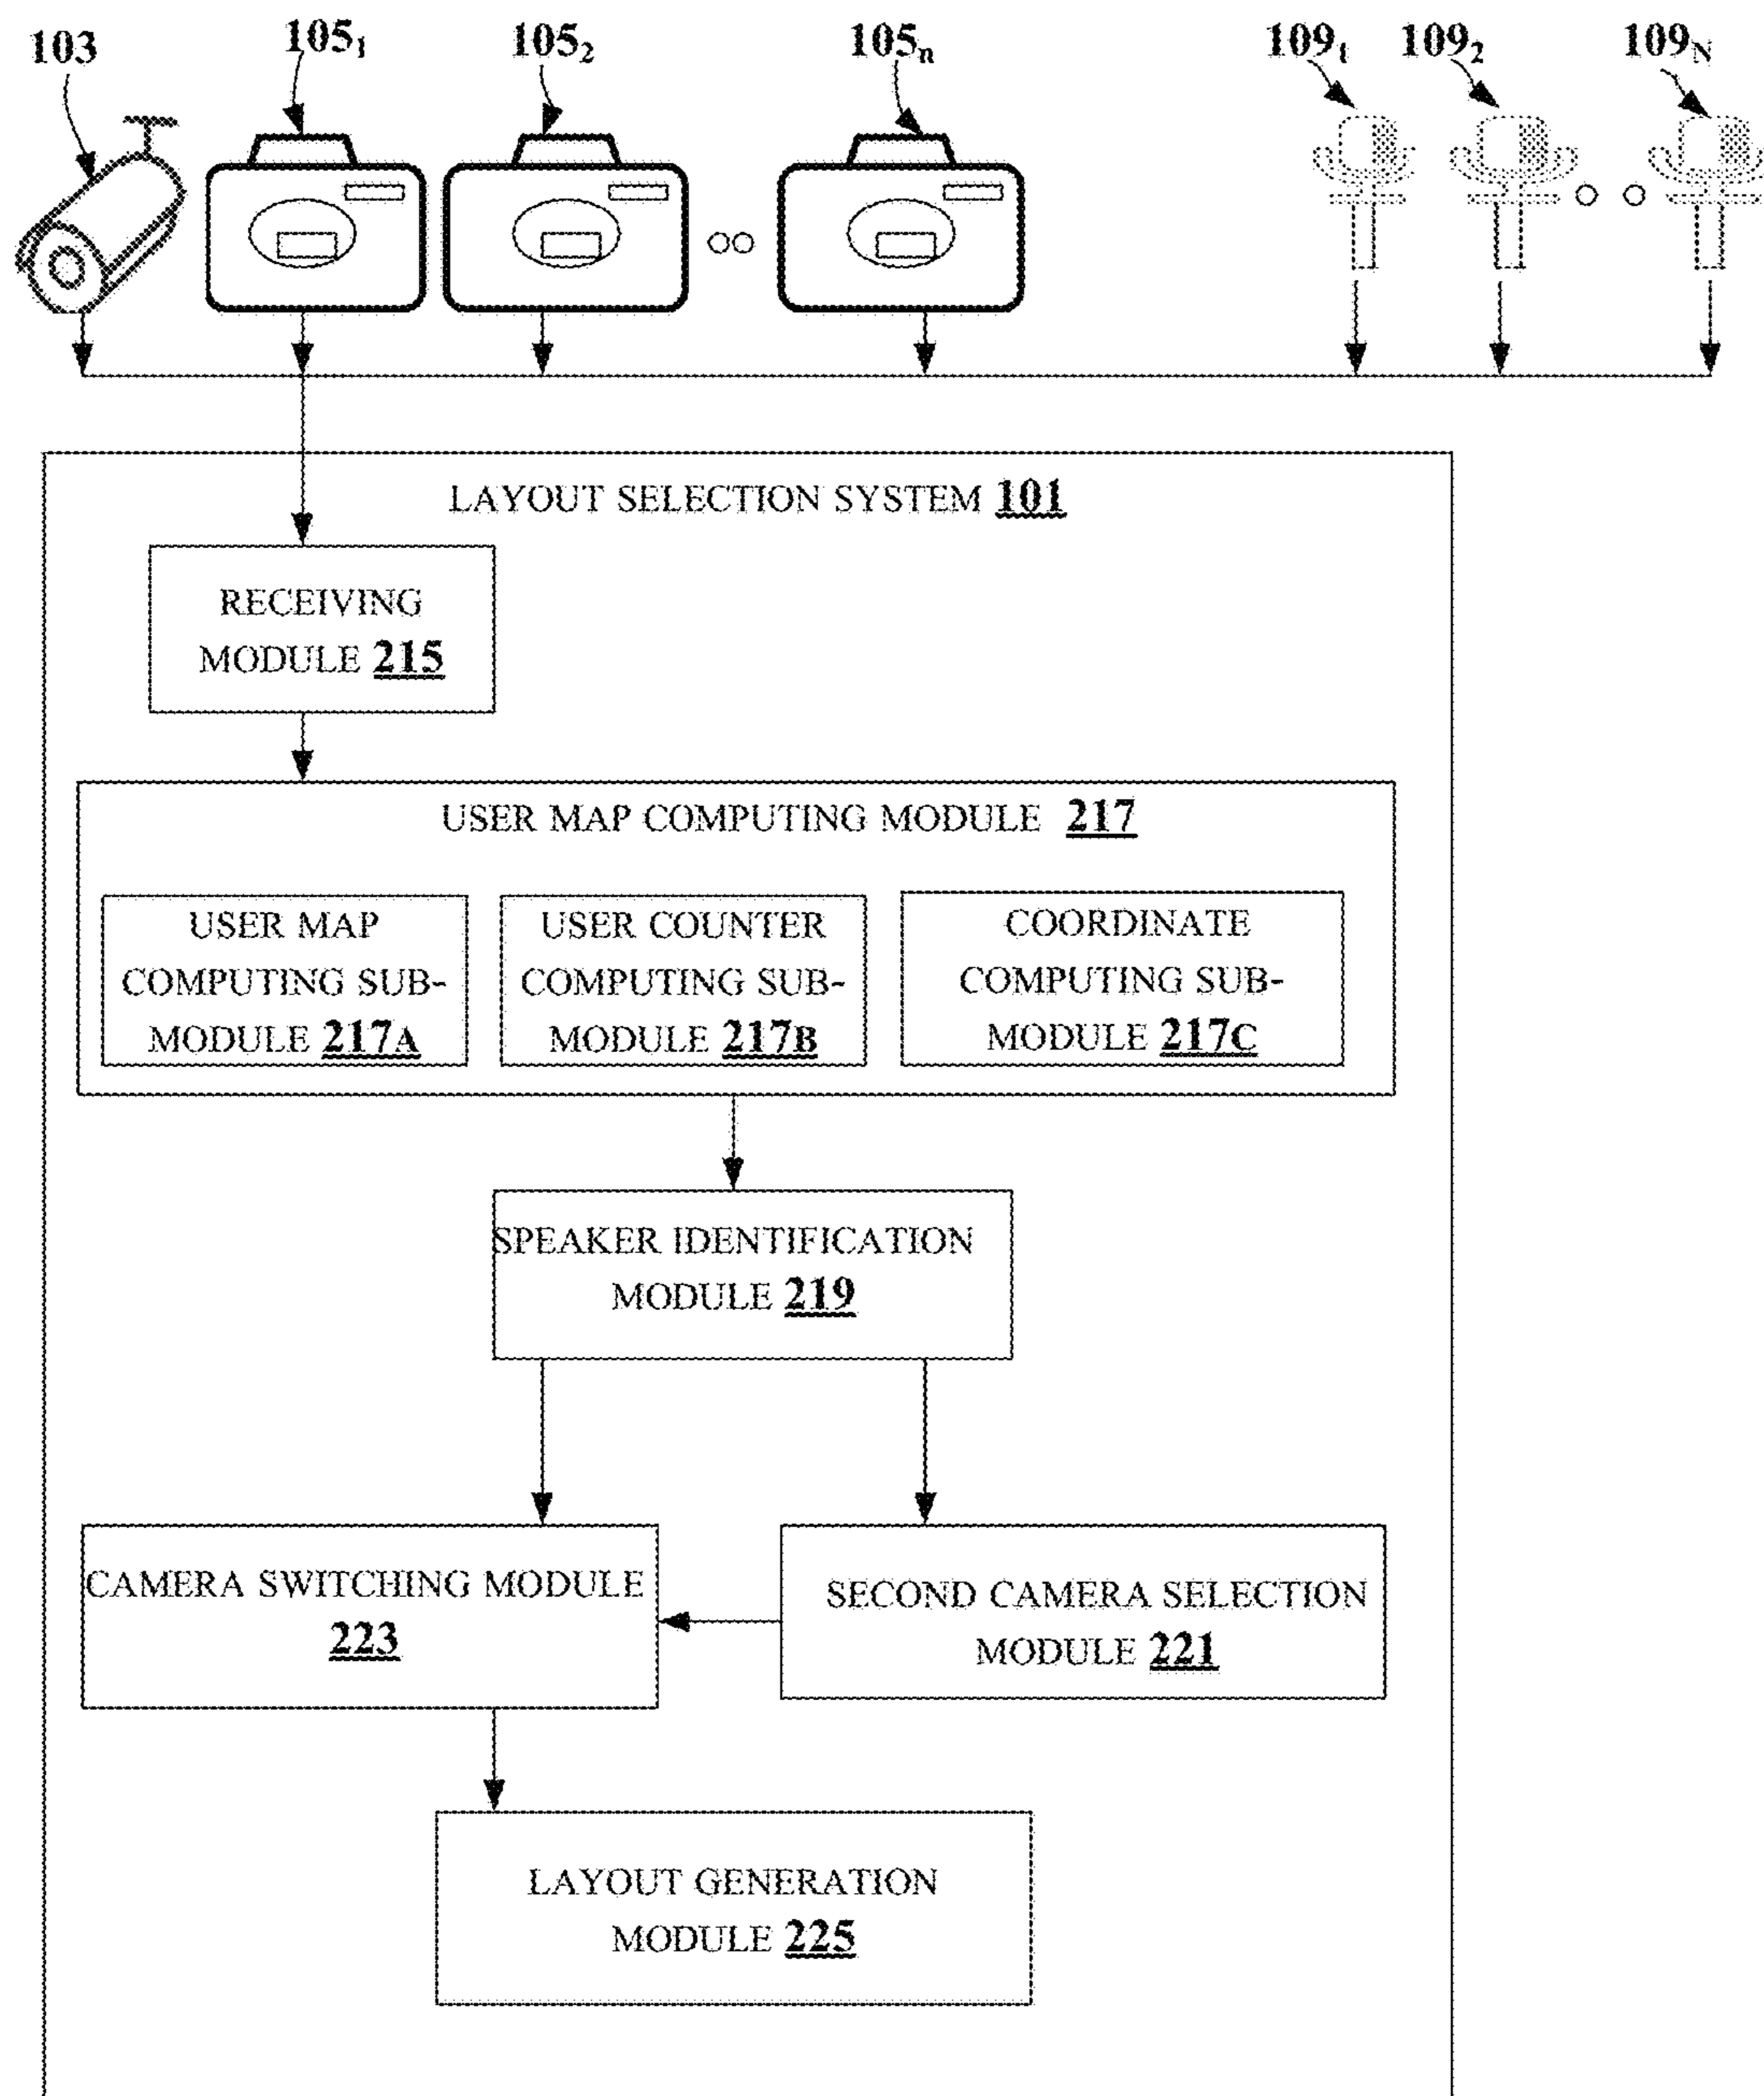 103 105₁ 105₂ 105ₙ 109₁ 109₂ 109_N
LAYOUT SELECTION SYSTEM 101
RECEIVING
MODULE 215
USER MAP COMPUTING MODULE 217
USER MAP
COMPUTING SUB-
MODULE 217A
USER COUNTER
COMPUTING SUB-
MODULE 217B
COORDINATE
COMPUTING SUB-
MODULE 217C
SPEAKER IDENTIFICATION
MODULE 219
CAMERA SWITCHING MODULE
223
SECOND CAMERA SELECTION
MODULE 221
LAYOUT GENERATION
MODULE 225